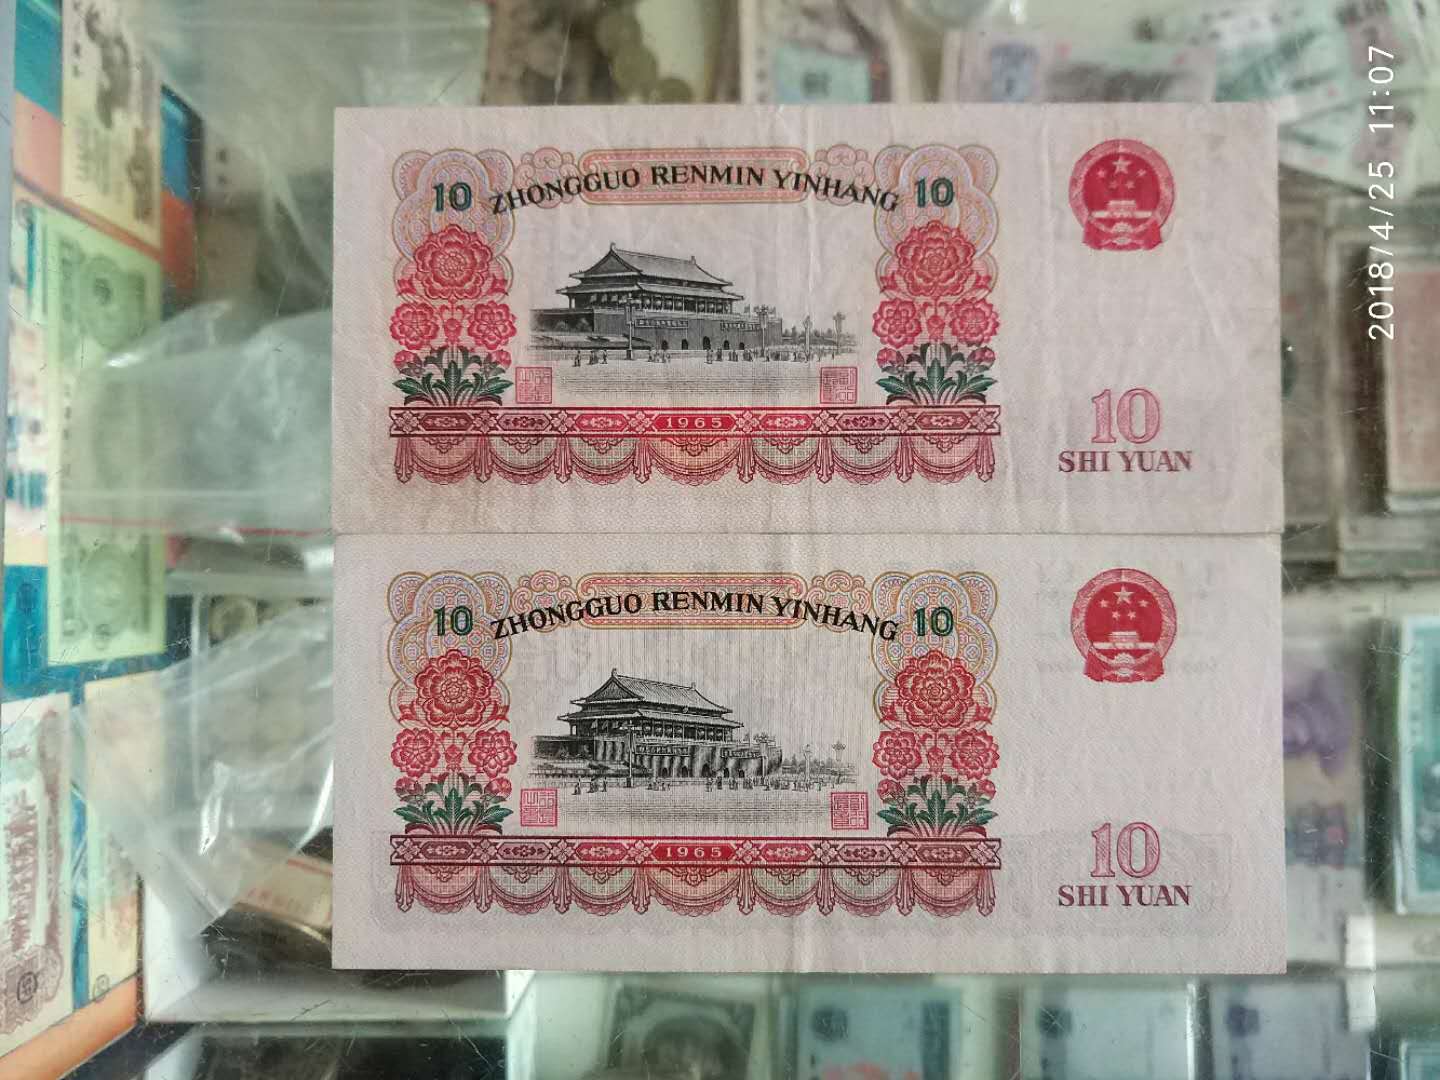 10 ZHONGGUO RENMIN YINHANG 10
1965
10
SHI YUAN
10 ZHONGGUO RENMIN YINHANG 10
1965
10
SHI YUAN
2018/4/25 11:07